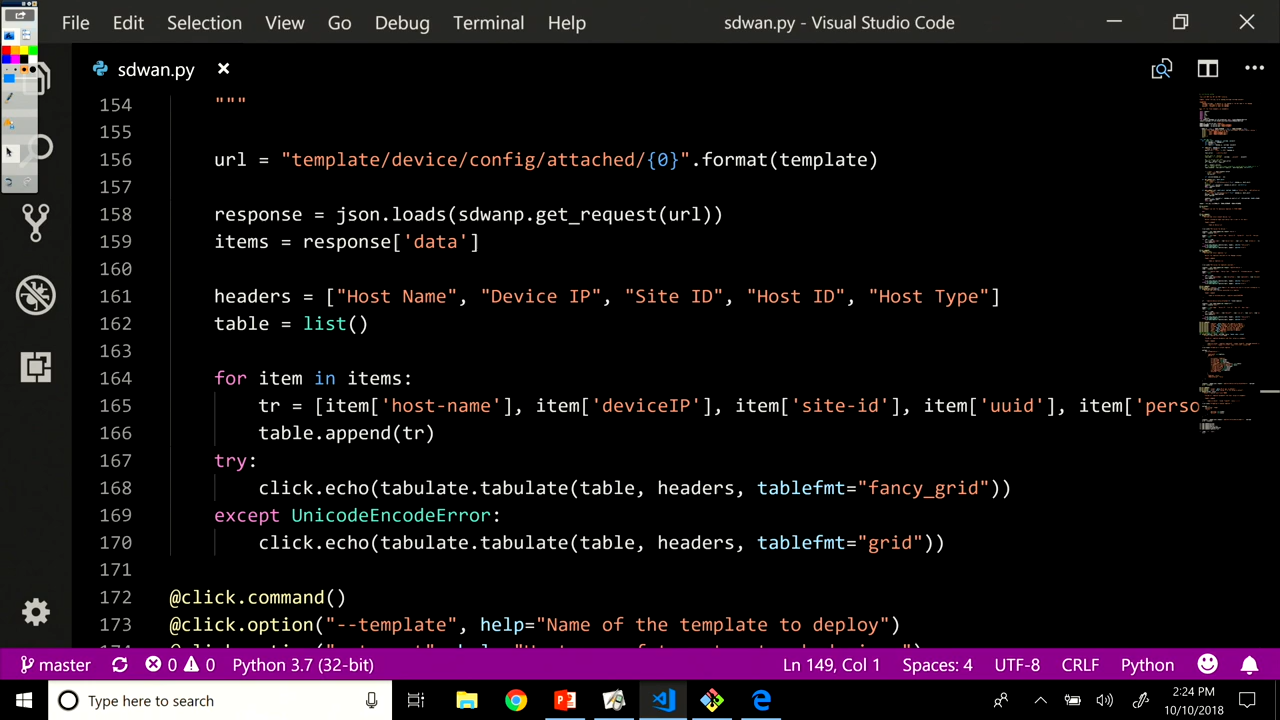 File Edit Selection View Go Debug Terminal Help sdwan.py - Visual Studio Code
sdwan.py
154 """
155
156 url = "template/device/config/attached/{0}".format(template)
157
158 response = json.loads(sdwanp.get_request(url))
159 items = response['data']
160
161 headers = ["Host Name", "Device IP", "Site ID", "Host ID", "Host Type"]
162 table = list()
163
164 for item in items:
165 tr = [item['host-name'] item['deviceIP'], item['site-id'], item['uuid'], item['perso
166 table.append(tr)
167 try:
168 click.echo(tabulate.tabulate(table, headers, tablefmt="fancy_grid"))
169 except UnicodeEncodeError:
170 click.echo(tabulate.tabulate(table, headers, tablefmt="grid"))
171
172 @click.command()
173 @click.option("--template", help="Name of the template to deploy")
master 0 0 Python 3.7 (32-bit) Ln 149, Col 1 Spaces: 4 UTF-8 CRLF Python
Type here to search 2:24 PM
10/10/2018